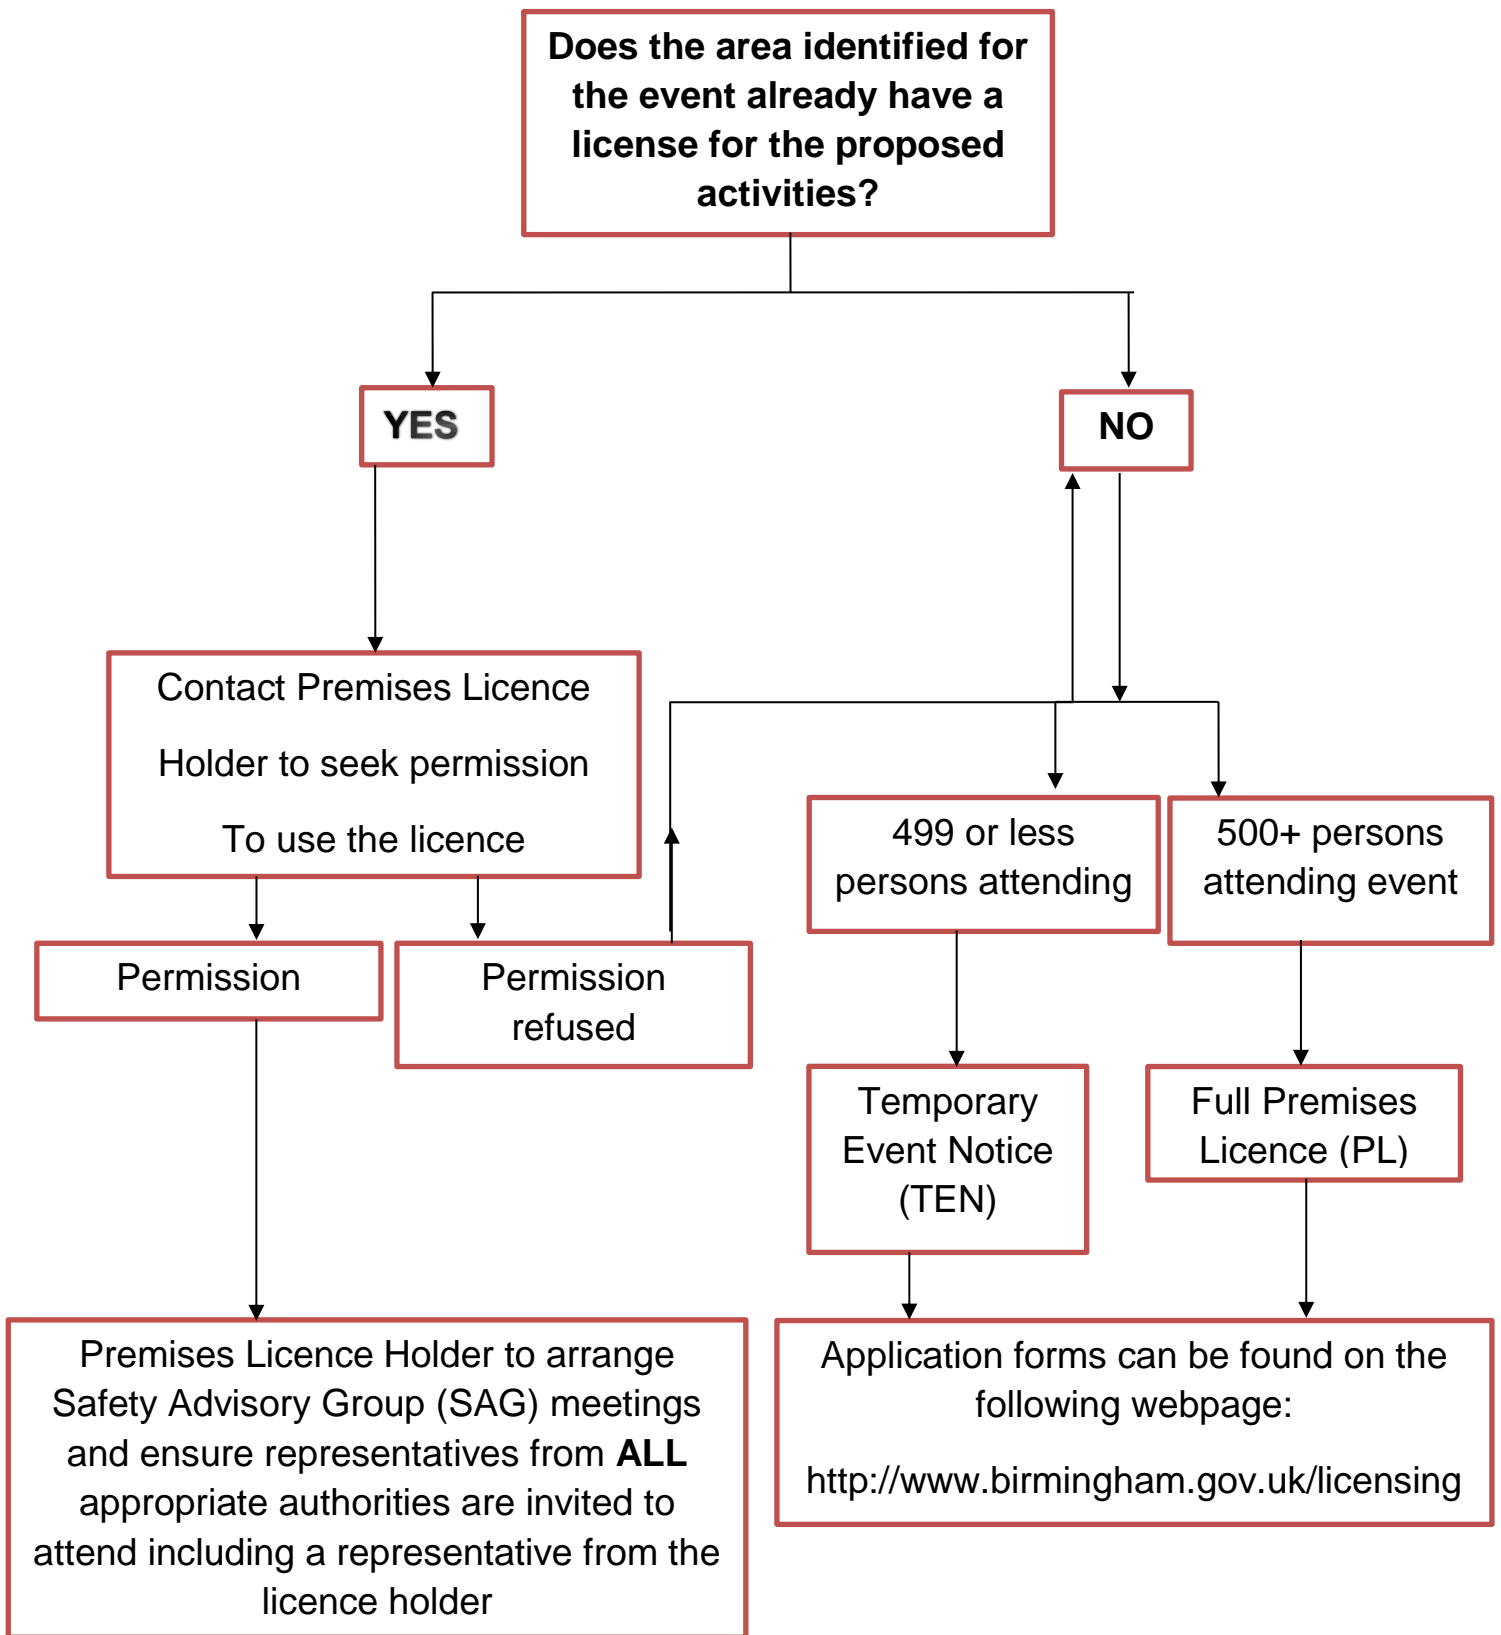 Does the area identified for
the event already have a
license for the proposed
activities?
YES
NO
Contact Premises Licence
Holder to seek permission
To use the licence
499 or less
persons attending
500+ persons
attending event
Permission
Permission
refused
Temporary
Event Notice
(TEN)
Full Premises
Licence (PL)
Premises Licence Holder to arrange
Safety Advisory Group (SAG) meetings
and ensure representatives from ALL
appropriate authorities are invited to
attend including a representative from the
licence holder
Application forms can be found on the
following webpage:
http://www.birmingham.gov.uk/licensing